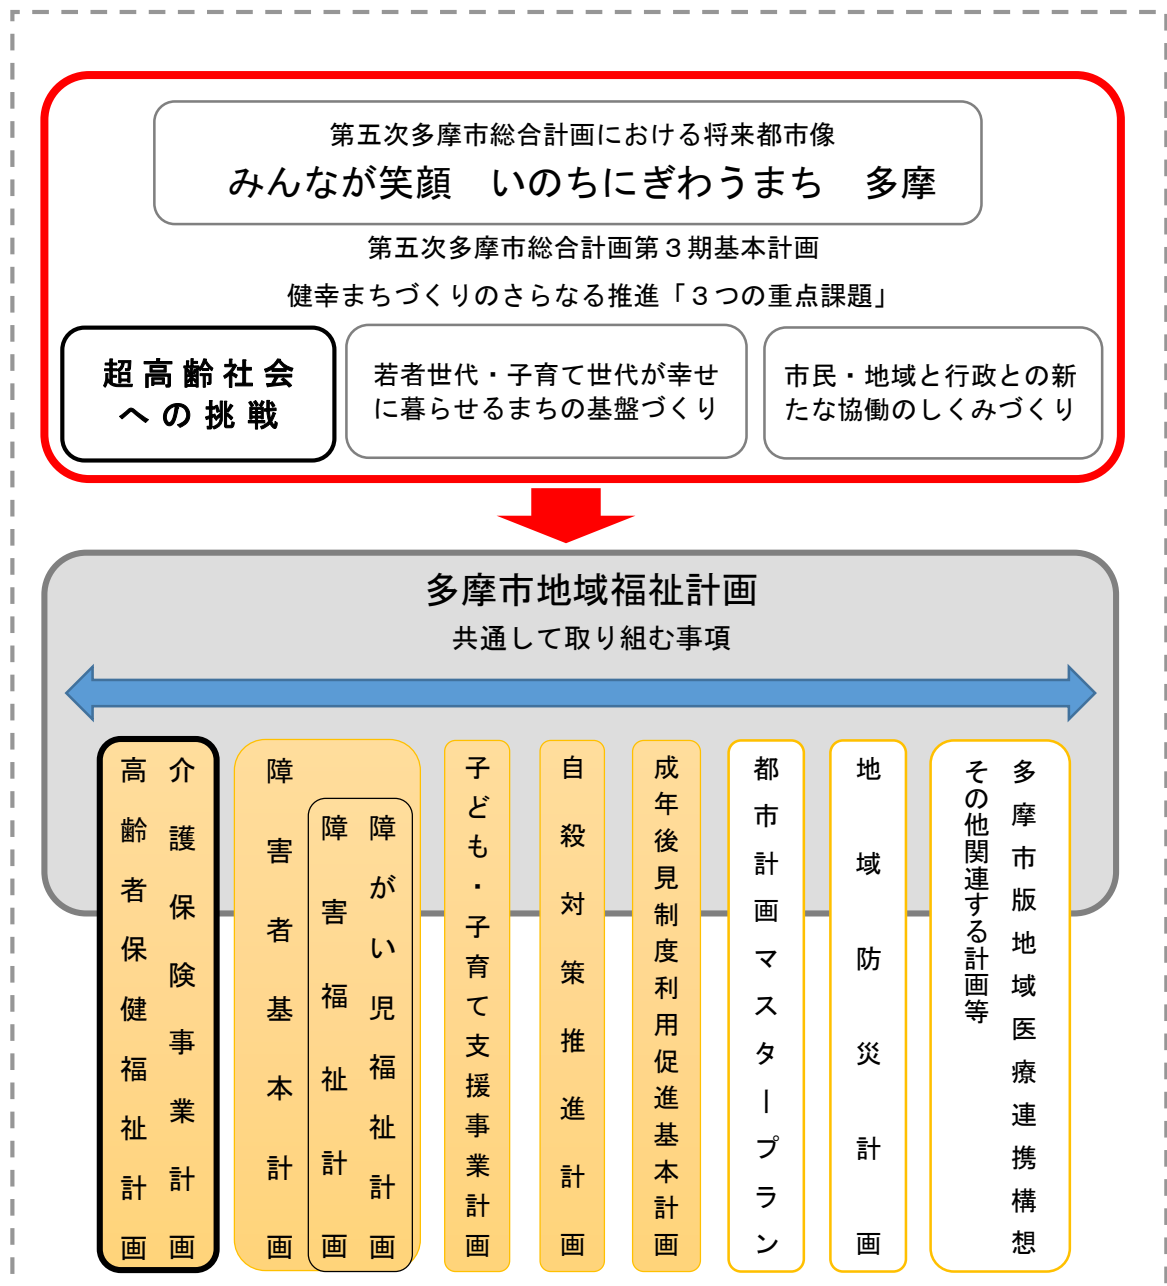 第五次多摩市総合計画における将来都市像
みんなが笑顔　いのちにぎわうまち　多摩
第五次多摩市総合計画第３期基本計画
健幸まちづくりのさらなる推進「３つの重点課題」
超高齢社会
への挑戦
若者世代・子育て世代が幸せ
に暮らせるまちの基盤づくり
市民・地域と行政との新
たな協働のしくみづくり
多摩市地域福祉計画
共通して取り組む事項
介護保険事業計画
高齢者保健福祉計画
障害者基本計画
障がい児福祉計画
障害福祉計画
子ども・子育て支援事業計画
自殺対策推進計画
成年後見制度利用促進基本計画
都市計画マスタープラン
地域防災計画
多摩市版地域医療連携構想
その他関連する計画等